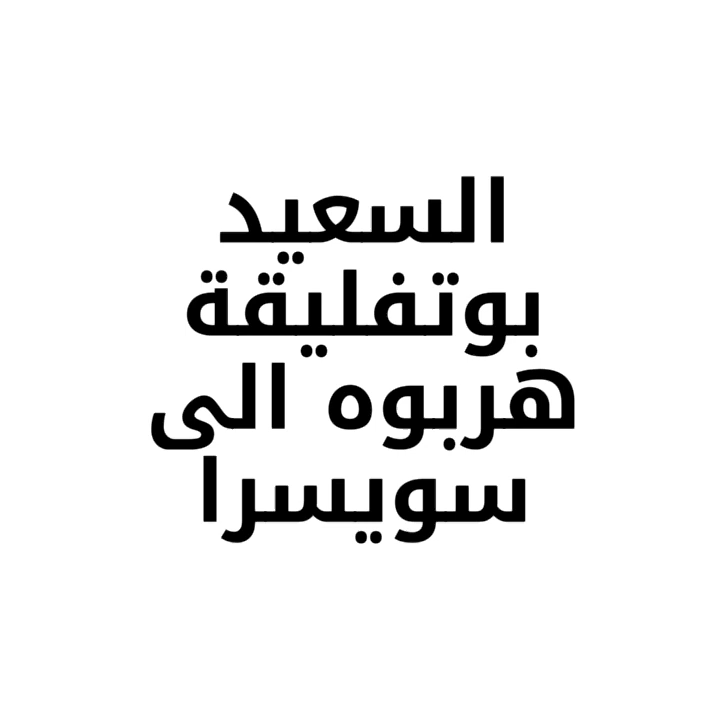 السعيد
بوتفليقة
هربوه الى
سويسرا